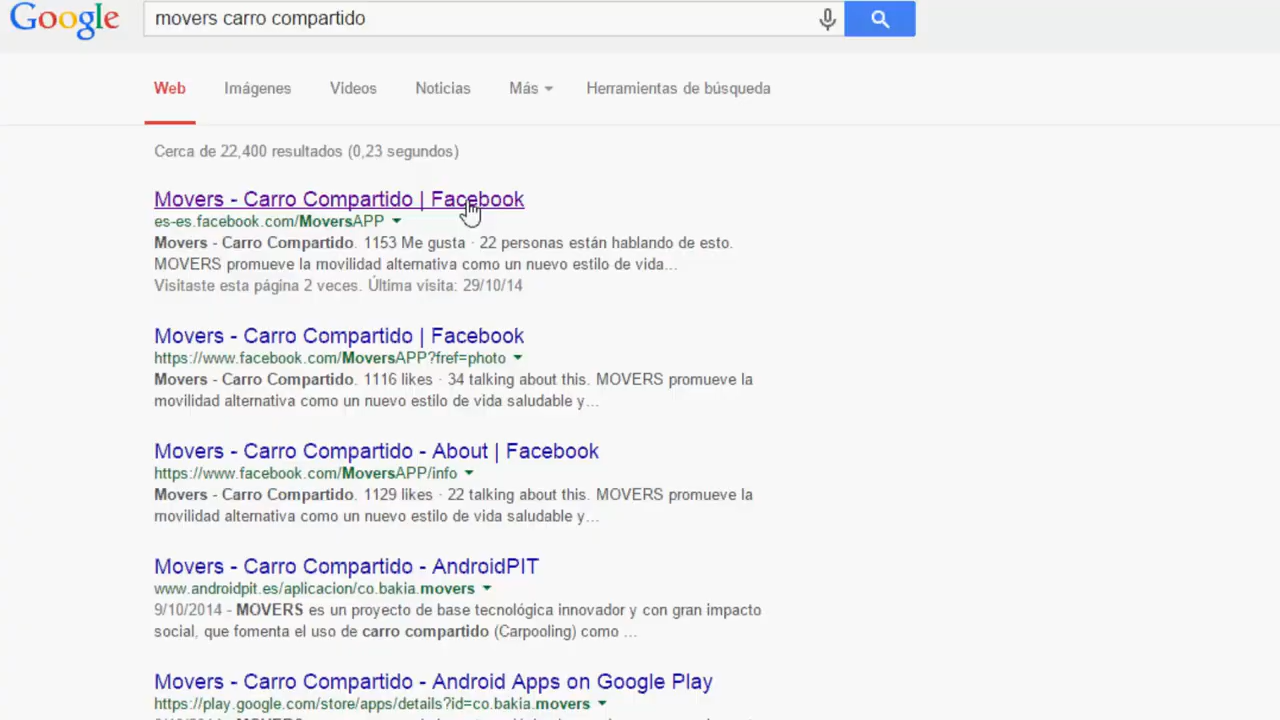 Google movers carro compartido
Web Imágenes Videos Noticias Más Herramientas de búsqueda
Cerca de 22,400 resultados (0,23 segundos)
Movers - Carro Compartido | Facebook
es-es.facebook.com/MoversAPP
Movers - Carro Compartido. 1153 Me gusta · 22 personas están hablando de esto.
MOVERS promueve la movilidad alternativa como un nuevo estilo de vida...
Visitaste esta página 2 veces. Última visita: 29/10/14
Movers - Carro Compartido | Facebook
https://www.facebook.com/MoversAPP?fref=photo
Movers - Carro Compartido. 1116 likes · 34 talking about this. MOVERS promueve la
movilidad alternativa como un nuevo estilo de vida saludable y...
Movers - Carro Compartido - About | Facebook
https://www.facebook.com/MoversAPP/info
Movers - Carro Compartido. 1129 likes · 22 talking about this. MOVERS promueve la
movilidad alternativa como un nuevo estilo de vida saludable y...
Movers - Carro Compartido - AndroidPIT
www.androidpit.es/aplicacion/co.bakia.movers
9/10/2014 - MOVERS es un proyecto de base tecnológica innovador y con gran impacto
social, que fomenta el uso de carro compartido (Carpooling) como ...
Movers - Carro Compartido - Android Apps on Google Play
https://play.google.com/store/apps/details?id=co.bakia.movers